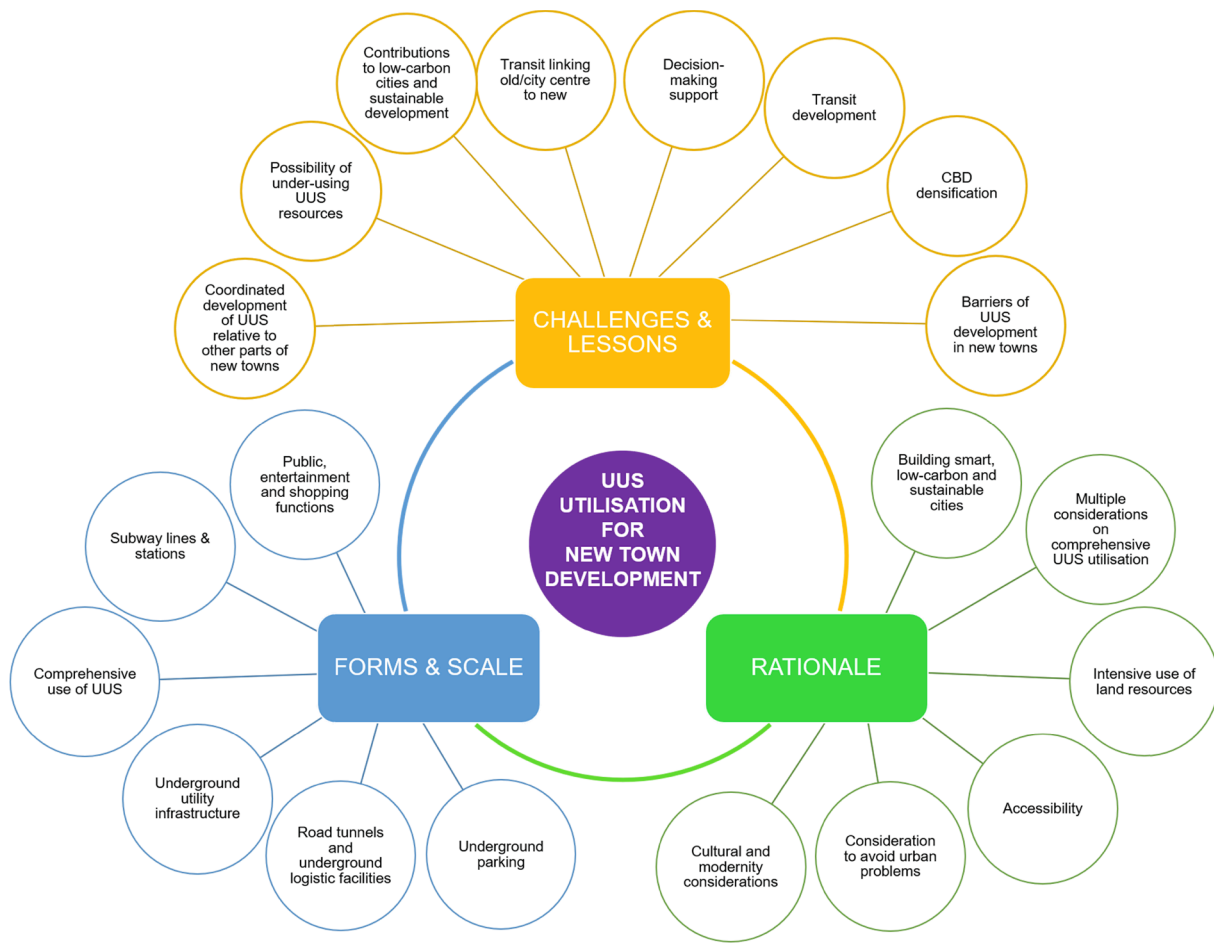 Contributions
to low-carbon
cities and
sustainable
development
Transit linking
old/city centre
to new
Decision-
making
support
Transit
development
CBD
densification
Possibility of
under-using
UUS
resources
Coordinated
development
of UUS
relative to
other parts of
new towns
Barriers of
UUS
development
in new towns
CHALLENGES &
LESSONS
Public,
entertainment
and shopping
functions
Subway lines &
stations
Comprehensive
use of UUS
Underground
utility
infrastructure
Road tunnels
and
underground
logistic facilities
Underground
parking
FORMS & SCALE
UUS
UTILISATION
FOR
NEW TOWN
DEVELOPMENT
RATIONALE
Building smart,
low-carbon and
sustainable
cities
Multiple
considerations
on
comprehensive
UUS utilisation
Intensive use of
land resources
Accessibility
Consideration
to avoid urban
problems
Cultural and
modernity
considerations